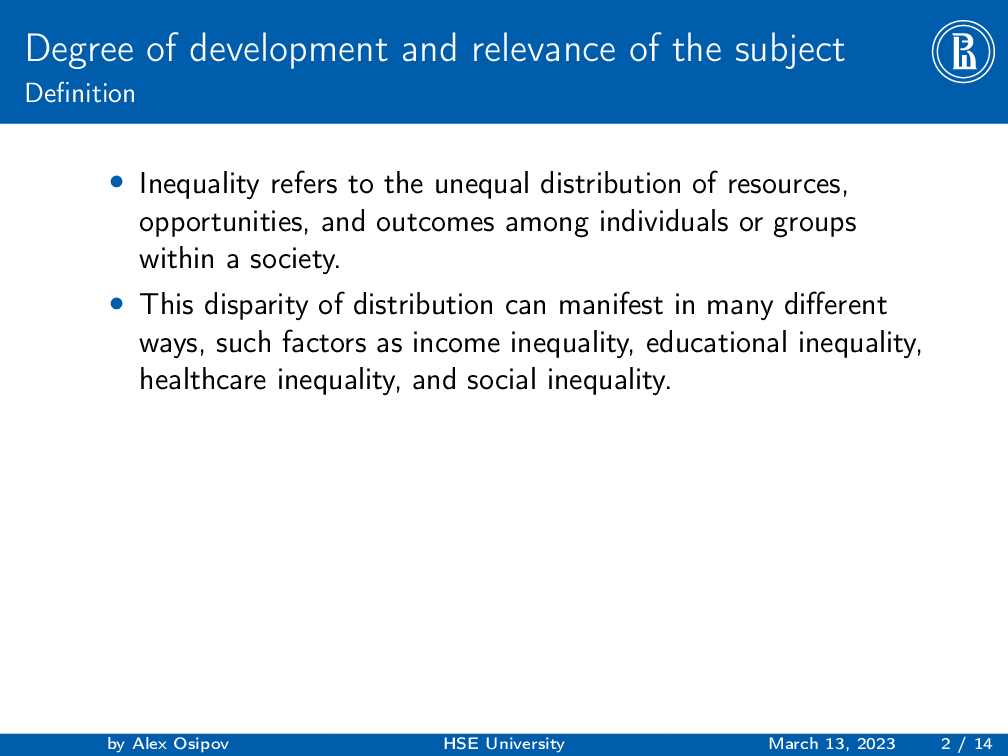 Degree of development and relevance of the subject
Definition
• Inequality refers to the unequal distribution of resources,
opportunities, and outcomes among individuals or groups
within a society.
• This disparity of distribution can manifest in many different
ways, such factors as income inequality, educational inequality,
healthcare inequality, and social inequality.
by Alex Osipov HSE University March 13, 2023 2 / 14